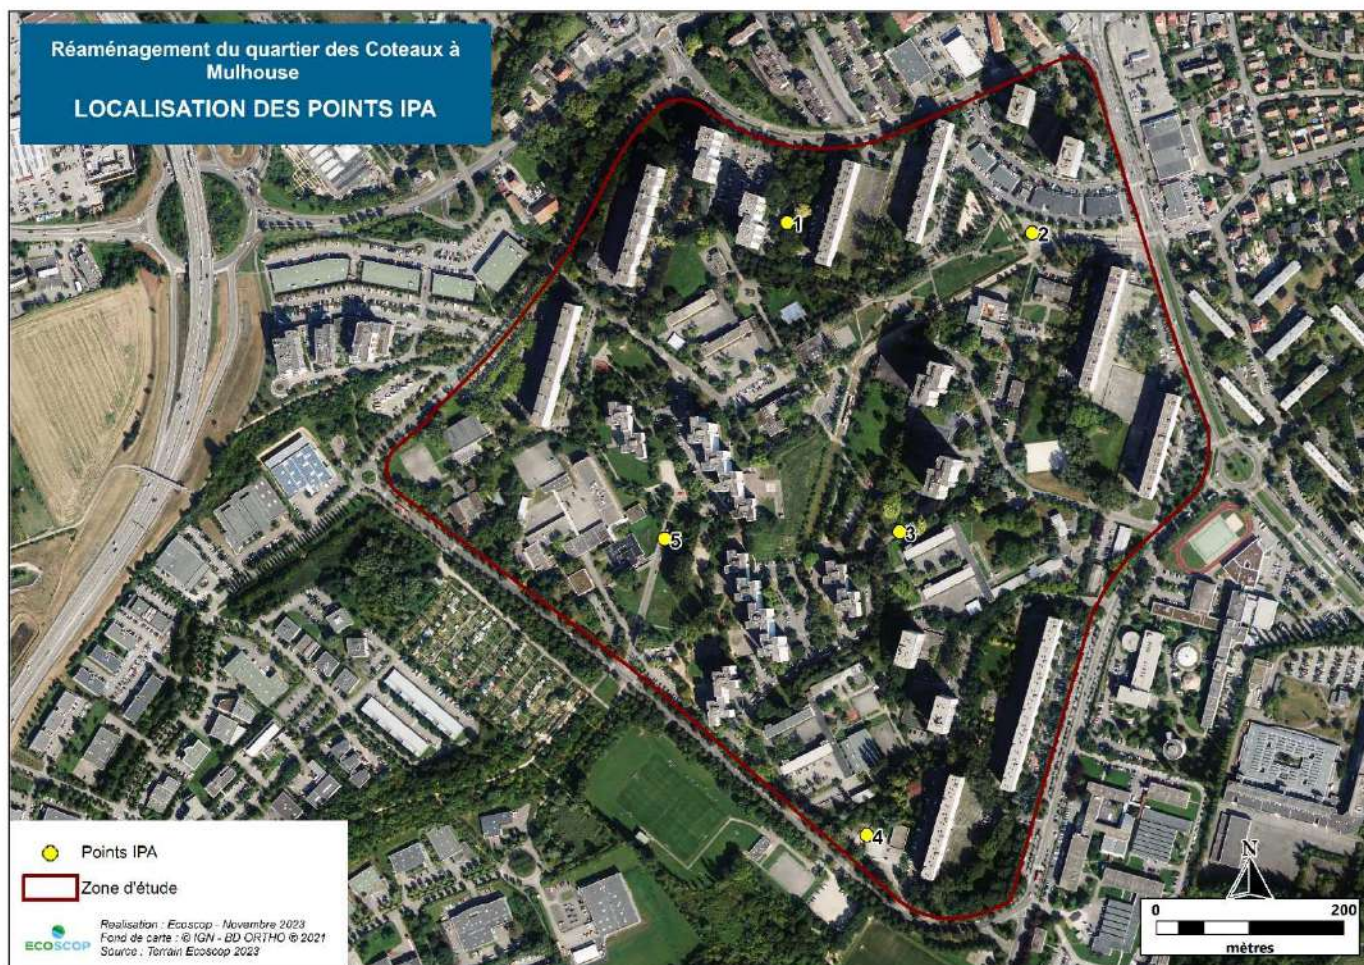 Réaménagement du quartier des Coteaux à
Mulhouse
LOCALISATION DES POINTS IPA
1
2
3
5
4
Points IPA
Zone d'étude
ECOSCOP
Realisation : Ecoscop - Novembre 2023
Fond de carte : © IGN - BD ORTHO © 2021
Source : Terrain Ecoscop 2023
N
0 200
mètres